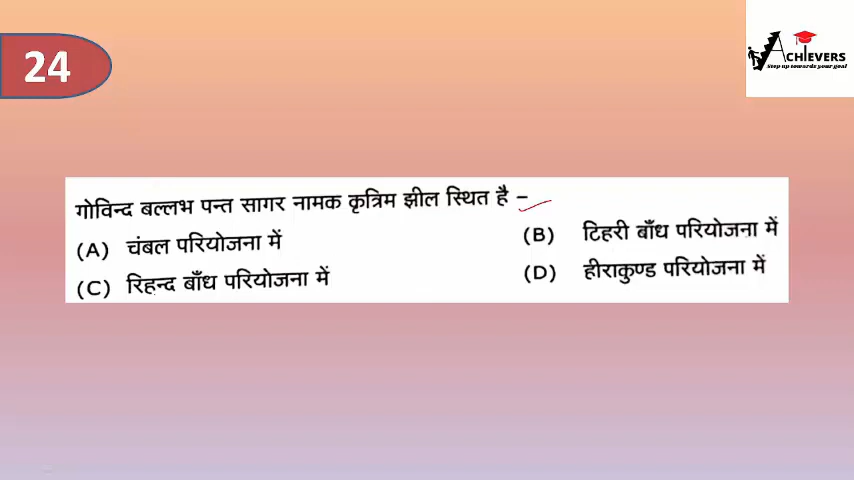 24
ACHIEVERS
Step up towards your goal
गोविन्द बल्लभ पन्त सागर नामक कृत्रिम झील स्थित है –
(A) चंबल परियोजना में (B) टिहरी बाँध परियोजना में
(C) रिहन्द बाँध परियोजना में (D) हीराकुण्ड परियोजना में